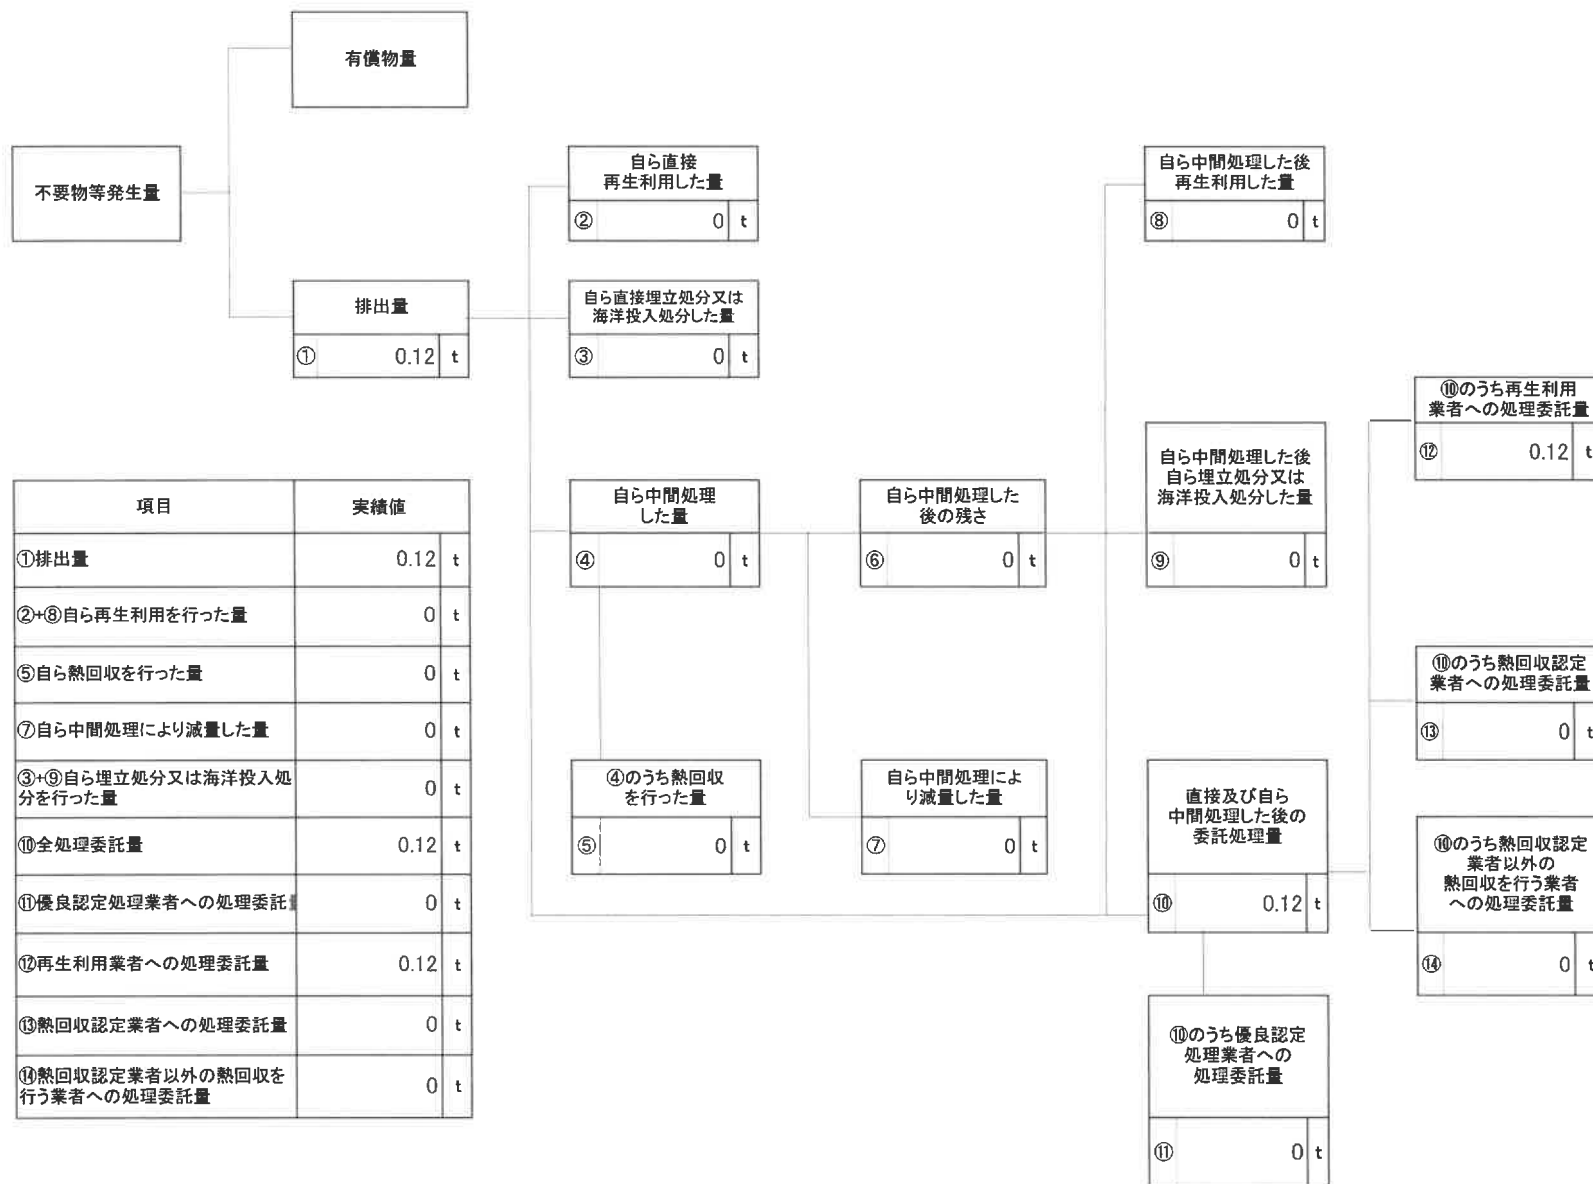 有償物量
不要物等発生量
排出量
① 0.12 t
自ら直接
再生利用した量
② 0 t
自ら直接埋立処分又は
海洋投入処分した量
③ 0 t
自ら中間処理
した量
④ 0 t
④のうち熱回収
を行った量
⑤ 0 t
自ら中間処理した
後の残さ
⑥ 0 t
自ら中間処理によ
り減量した量
⑦ 0 t
自ら中間処理した後
再生利用した量
⑧ 0 t
自ら中間処理した後
自ら埋立処分又は
海洋投入処分した量
⑨ 0 t
直接及び自ら
中間処理した後の
委託処理量
⑩ 0.12 t
⑩のうち優良認定
処理業者への
処理委託量
⑪ 0 t
⑩のうち再生利用
業者への処理委託量
⑫ 0.12 t
⑩のうち熱回収認定
業者への処理委託量
⑬ 0 t
⑩のうち熱回収認定
業者以外の
熱回収を行う業者
への処理委託量
⑭ 0 t
項目 実績値
①排出量 0.12 t
②+⑧自ら再生利用を行った量 0 t
⑤自ら熱回収を行った量 0 t
⑦自ら中間処理により減量した量 0 t
③+⑨自ら埋立処分又は海洋投入処
分を行った量 0 t
⑩全処理委託量 0.12 t
⑪優良認定処理業者への処理委託 0 t
⑫再生利用業者への処理委託量 0.12 t
⑬熱回収認定業者への処理委託量 0 t
⑭熱回収認定業者以外の熱回収を
行う業者への処理委託量 0 t